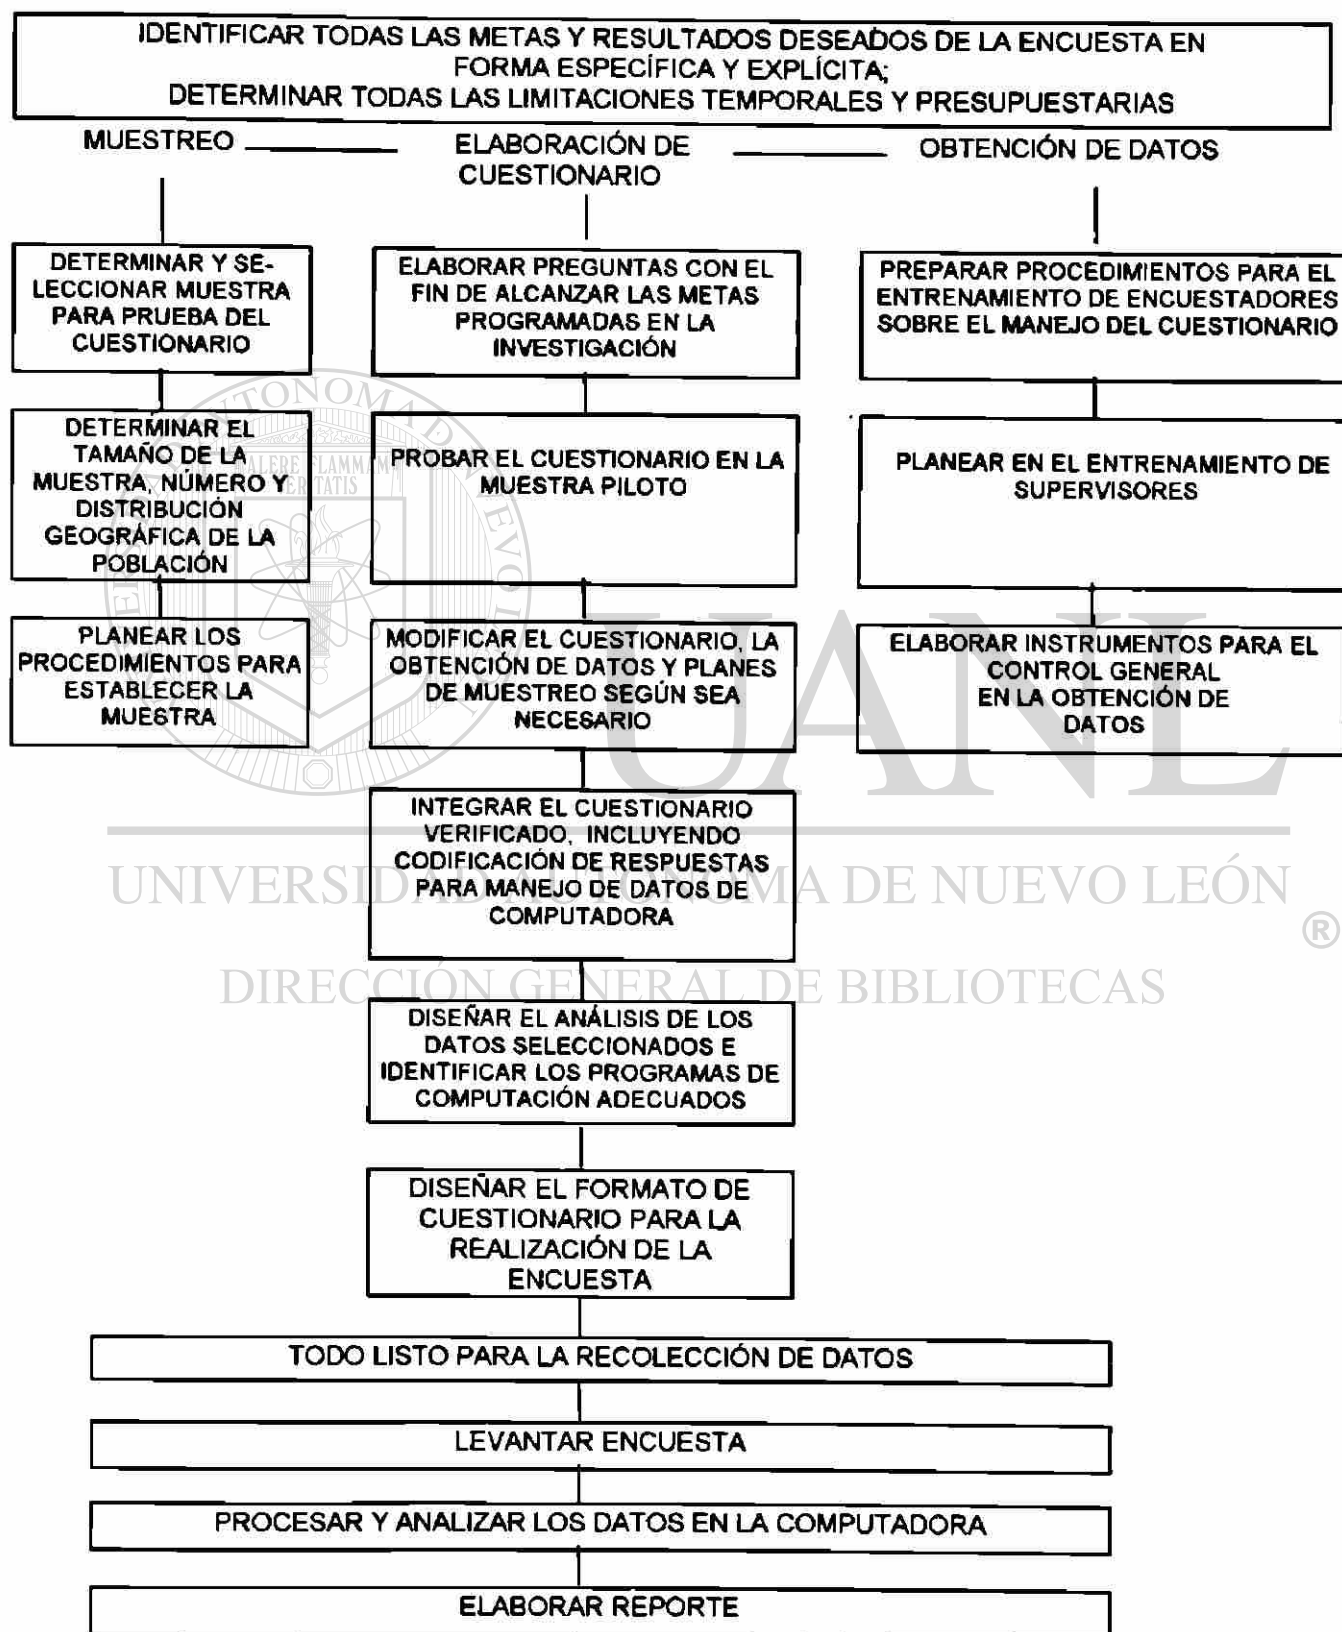 IDENTIFICAR TODAS LAS METAS Y RESULTADOS DESEADOS DE LA ENCUESTA EN
FORMA ESPECÍFICA Y EXPLÍCITA;
DETERMINAR TODAS LAS LIMITACIONES TEMPORALES Y PRESUPUESTARIAS
MUESTREO
ELABORACIÓN DE
CUESTIONARIO
OBTENCIÓN DE DATOS
DETERMINAR Y SE-
LECCIONAR MUESTRA
PARA PRUEBA DEL
CUESTIONARIO
ELABORAR PREGUNTAS CON EL
FIN DE ALCANZAR LAS METAS
PROGRAMADAS EN LA
INVESTIGACIÓN
PREPARAR PROCEDIMIENTOS PARA EL
ENTRENAMIENTO DE ENCUESTADORES
SOBRE EL MANEJO DEL CUESTIONARIO
DETERMINAR EL
TAMAÑO DE LA
MUESTRA, NÚMERO Y
DISTRIBUCIÓN
GEOGRÁFICA DE LA
POBLACIÓN
PROBAR EL CUESTIONARIO EN LA
MUESTRA PILOTO
PLANEAR EN EL ENTRENAMIENTO DE
SUPERVISORES
PLANEAR LOS
PROCEDIMIENTOS PARA
ESTABLECER LA
MUESTRA
MODIFICAR EL CUESTIONARIO, LA
OBTENCIÓN DE DATOS Y PLANES
DE MUESTREO SEGÚN SEA
NECESARIO
ELABORAR INSTRUMENTOS PARA EL
CONTROL GENERAL
EN LA OBTENCIÓN DE
DATOS
INTEGRAR EL CUESTIONARIO
VERIFICADO, INCLUYENDO
CODIFICACIÓN DE RESPUESTAS
PARA MANEJO DE DATOS DE
COMPUTADORA
DISEÑAR EL ANÁLISIS DE LOS
DATOS SELECCIONADOS E
IDENTIFICAR LOS PROGRAMAS DE
COMPUTACIÓN ADECUADOS
DISEÑAR EL FORMATO DE
CUESTIONARIO PARA LA
REALIZACIÓN DE LA
ENCUESTA
TODO LISTO PARA LA RECOLECCIÓN DE DATOS
LEVANTAR ENCUESTA
PROCESAR Y ANALIZAR LOS DATOS EN LA COMPUTADORA
ELABORAR REPORTE
UANL
UNIVERSIDAD AUTÓNOMA DE NUEVO LEÓN
®
DIRECCIÓN GENERAL DE BIBLIOTECAS